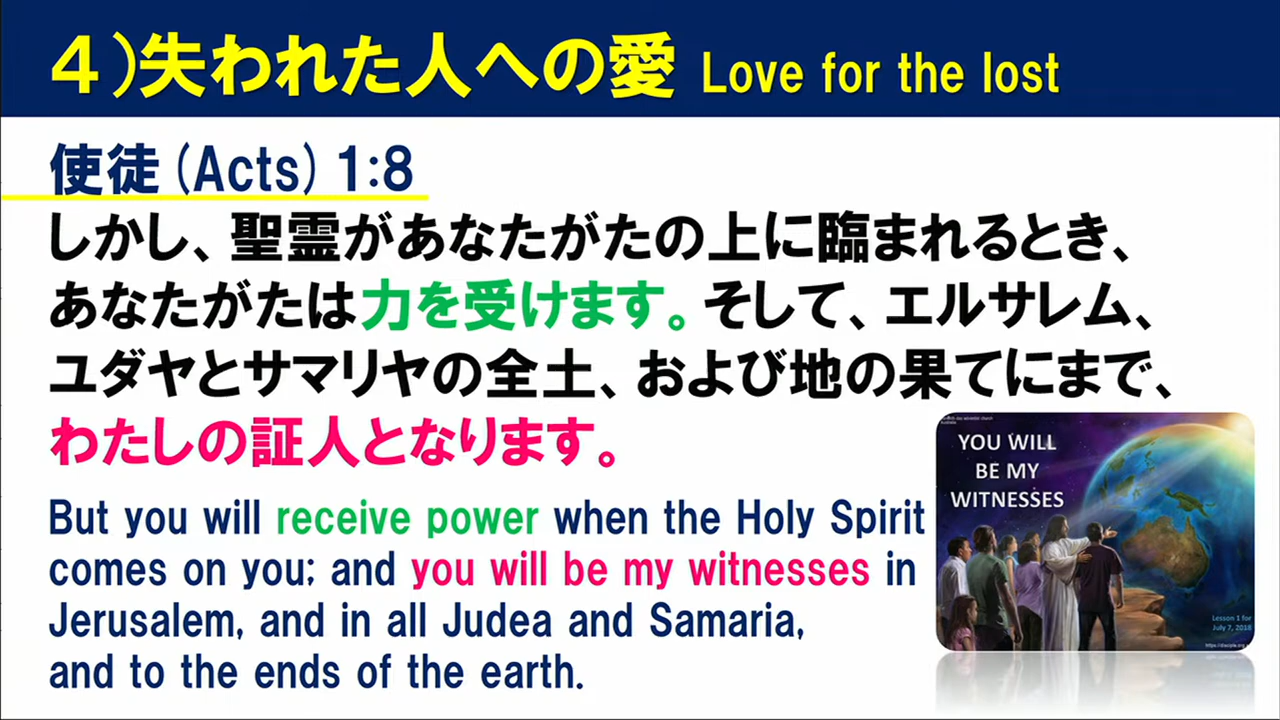 4)失われた人への愛 Love for the lost
使徒(Acts) 1:8
しかし、聖霊があなたがたの上に臨まれるとき、
あなたがたは力を受けます。そして、エルサレム、
ユダヤとサマリヤの全土、および地の果てにまで、
わたしの証人となります。
But you will receive power when the Holy Spirit
comes on you; and you will be my witnesses in
Jerusalem, and in all Judea and Samaria,
and to the ends of the earth.
YOU WILL
BE MY
WITNESSES
Lesson 1 for
July 7, 2018